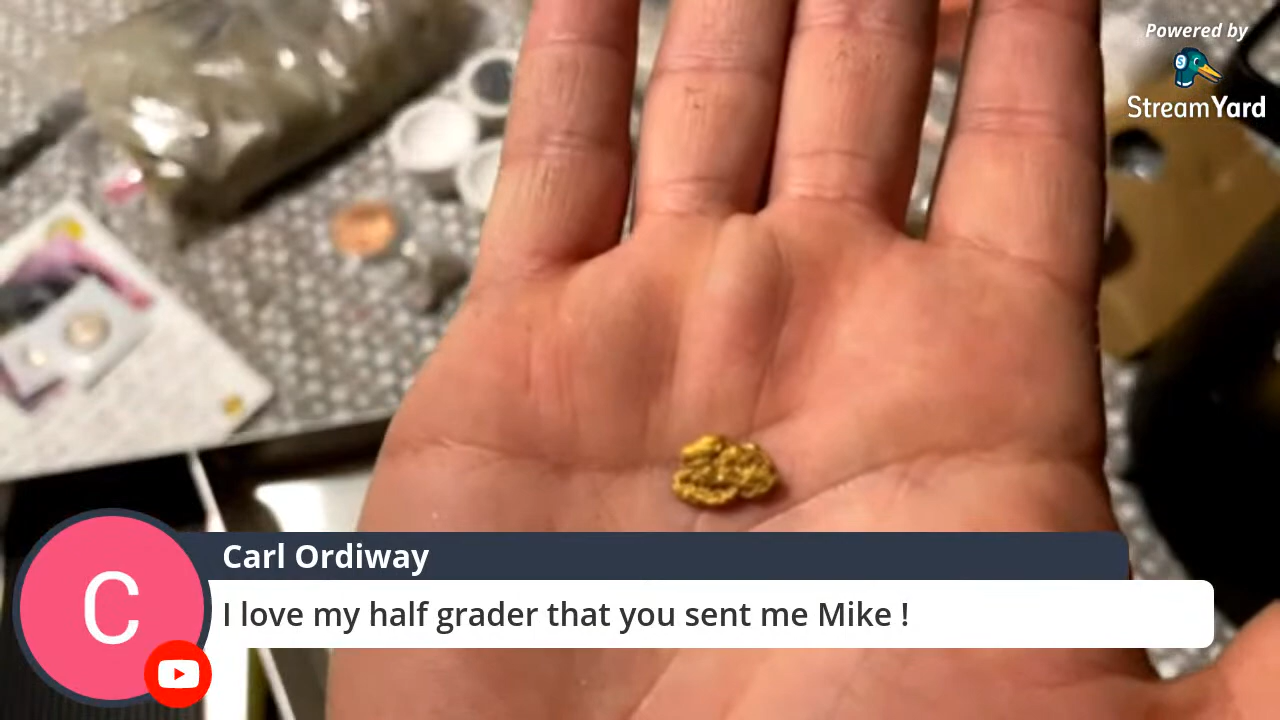 Powered by
StreamYard
Carl Ordiway
C
I love my half grader that you sent me Mike !